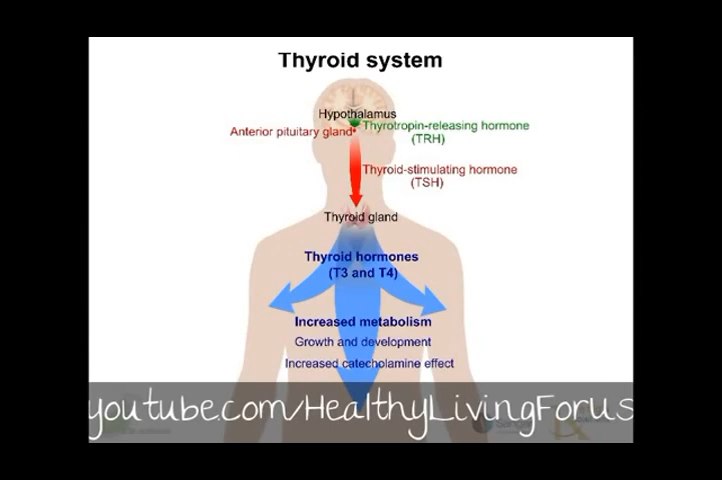 Thyroid system
Hypothalamus
Thyrotropin-releasing hormone
(TRH)
Anterior pituitary gland
Thyroid-stimulating hormone
(TSH)
Thyroid gland
Thyroid hormones
(T3 and T4)
Increased metabolism
Growth and development
Increased catecholamine effect
youtube.com/HealthyLivingForUs